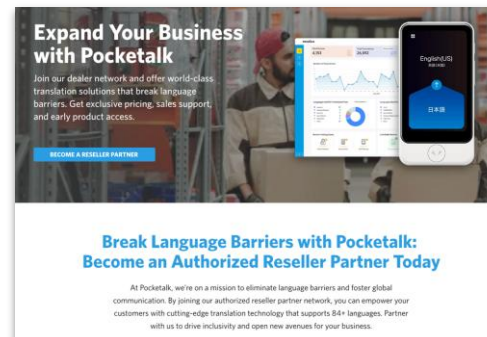 Expand Your Business
with Pocketalk
Join our dealer network and offer world-class
translation solutions that break language
barriers. Get exclusive pricing, sales support,
and early product access.
BECOME A RESELLER PARTNER
English(US)
日本語
Break Language Barriers with Pocketalk:
Become an Authorized Reseller Partner Today
At Pocketalk, we're on a mission to eliminate language barriers and foster global
communication. By joining our authorized reseller partner network, you can empower your
customers with cutting-edge translation technology that supports 84+ languages. Partner
with us to drive inclusivity and open new avenues for your business.